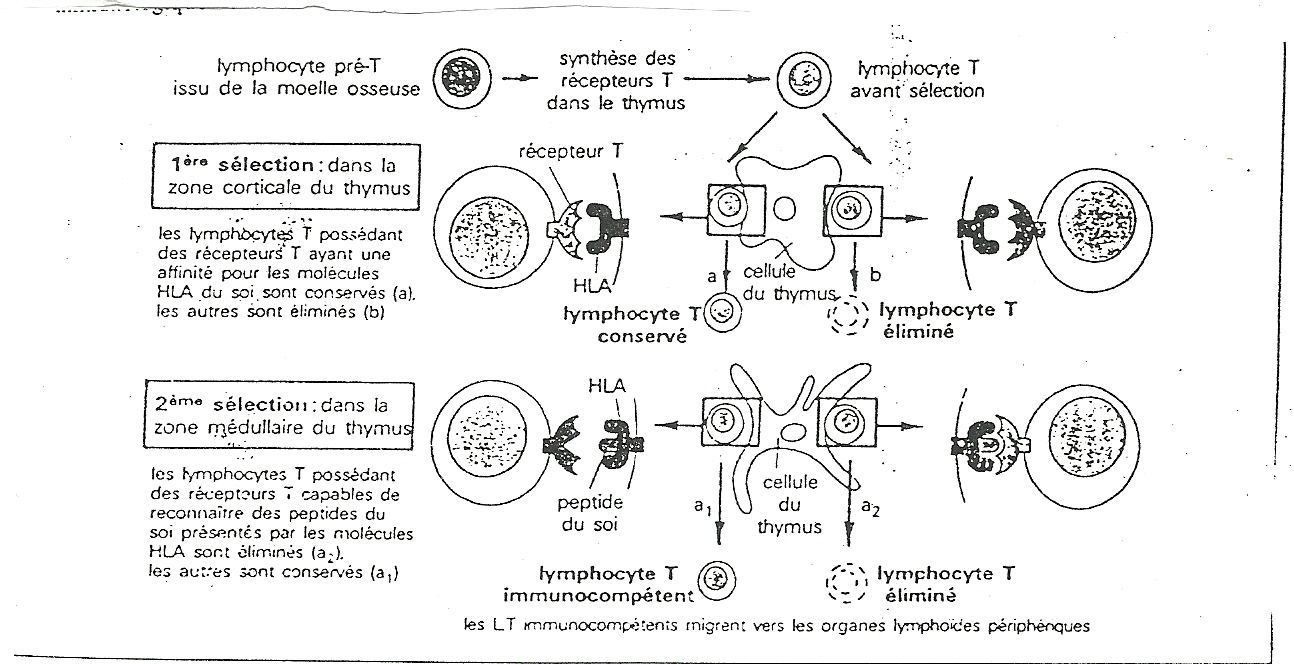 lymphocyte pré-T
issu de la moelle osseuse
synthèse des
récepteurs T
dans le thymus
lymphocyte T
avant sélection
1ère sélection : dans la
zone corticale du thymus
récepteur T
les lymphocytes T possédant
des récepteurs T ayant une
affinité pour les molécules
HLA du soi sont conservés (a).
les autres sont éliminés (b)
HLA
a
cellule
du thymus
b
lymphocyte T
conservé
lymphocyte T
éliminé
2ème sélection : dans la
zone médullaire du thymus
HLA
les lymphocytes T possédant
des récepteurs T capables de
reconnaître des peptides du
soi présentés par les molécules
HLA sont éliminés (a2).
les autres sont conservés (a1)
peptide
du soi
a1
cellule
du
thymus
a2
lymphocyte T
immunocompétent
lymphocyte T
éliminé
les LT immunocompétents migrent vers les organes lymphoïdes périphériques